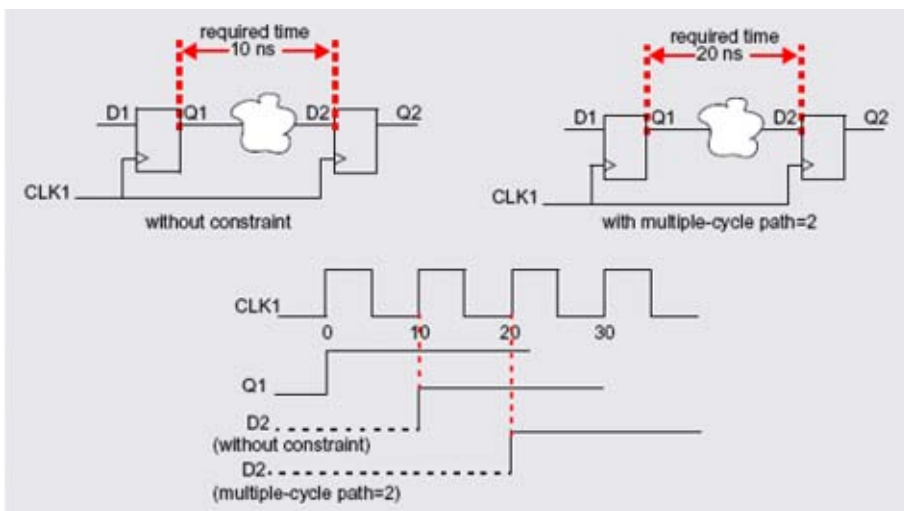 required time
10 ns
D1 Q1 D2 Q2
CLK1
without constraint
required time
20 ns
D1 Q1 D2 Q2
CLK1
with multiple-cycle path=2
CLK1
0 10 20 30
Q1
D2
(without constraint)
D2
(multiple-cycle path=2)